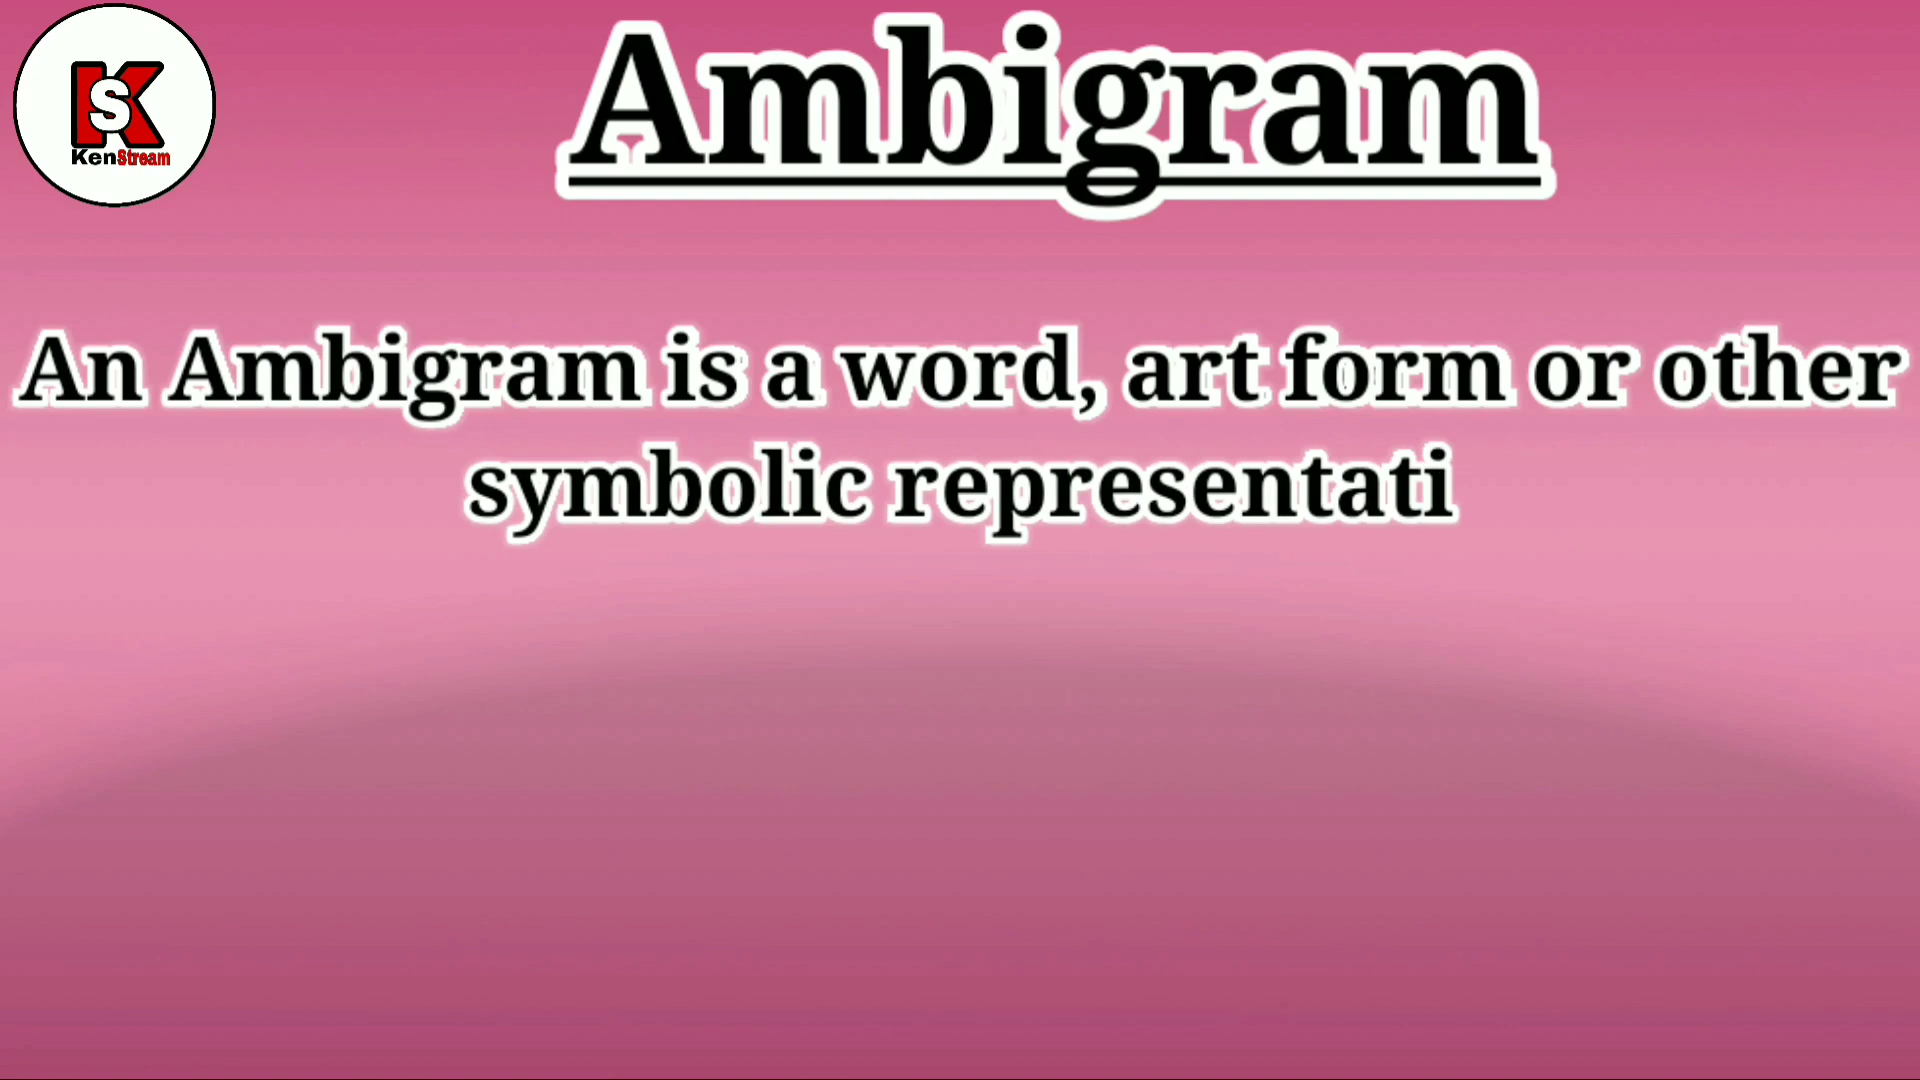 KS
KenStream
Ambigram
An Ambigram is a word, art form or other
symbolic representati